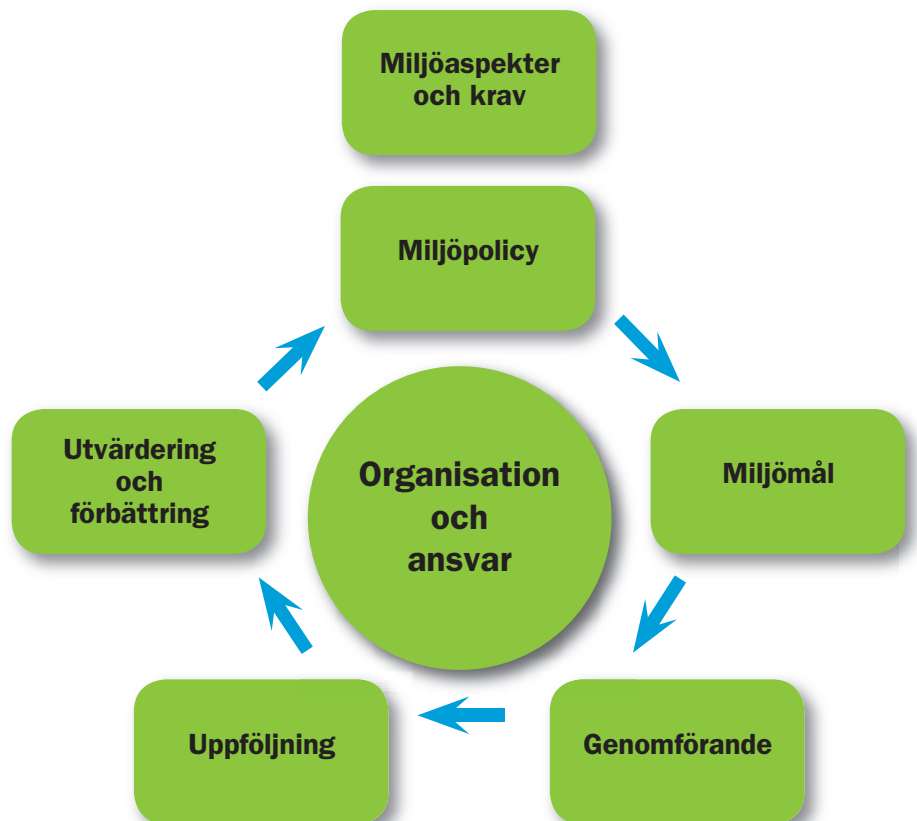 Miljöaspekter
och krav
Miljöpolicy
Utvärdering
och
förbättring
Organisation
och
ansvar
Miljömål
Uppföljning
Genomförande